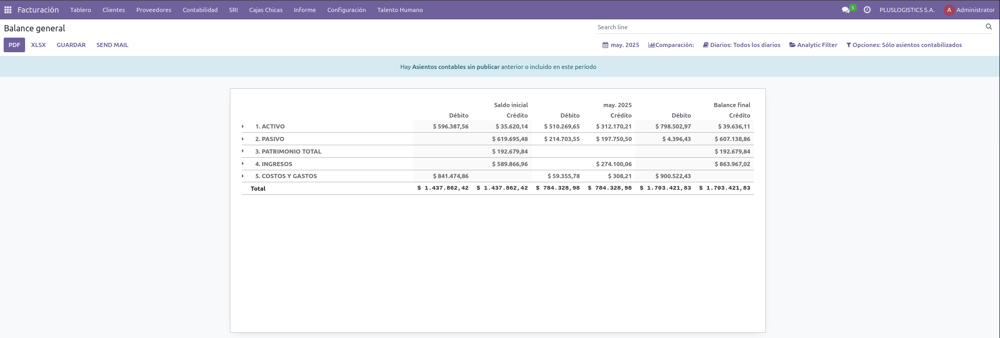 Facturación Tablero Clientes Proveedores Contabilidad SRI Cajas Chicas Informe Configuración Talento Humano 5 PLUSLOGISTICS S.A. A Administrator
Balance general Search line
PDF XLSX GUARDAR SEND MAIL may. 2025 Comparación: Diarios: Todos los diarios Analytic Filter Opciones: Sólo asientos contabilizados
Hay Asientos contables sin publicar anterior o incluido en este período
Saldo inicial may. 2025 Balance final
Débito Crédito Débito Crédito Débito Crédito
1. ACTIVO $ 596.387,56 $ 35.620,14 $ 510.269,65 $ 312.170,21 $ 798.502,97 $ 39.636,11
2. PASIVO $ 619.695,48 $ 214.703,55 $ 197.750,50 $ 4.396,43 $ 607.138,86
3. PATRIMONIO TOTAL $ 192.679,84 $ 192.679,84
4. INGRESOS $ 589.866,96 $ 274.100,06 $ 863.967,02
5. COSTOS Y GASTOS $ 841.474,86 $ 59.355,78 $ 308,21 $ 900.522,43
Total $ 1.437.862,42 $ 1.437.862,42 $ 784.328,98 $ 784.328,98 $ 1.703.421,83 $ 1.703.421,83